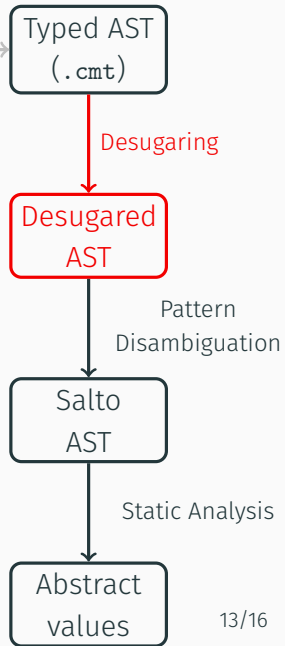 Typed AST
(.cmt)
Desugaring
Desugared
AST
Pattern
Disambiguation
Salto
AST
Static Analysis
Abstract
values
13/16